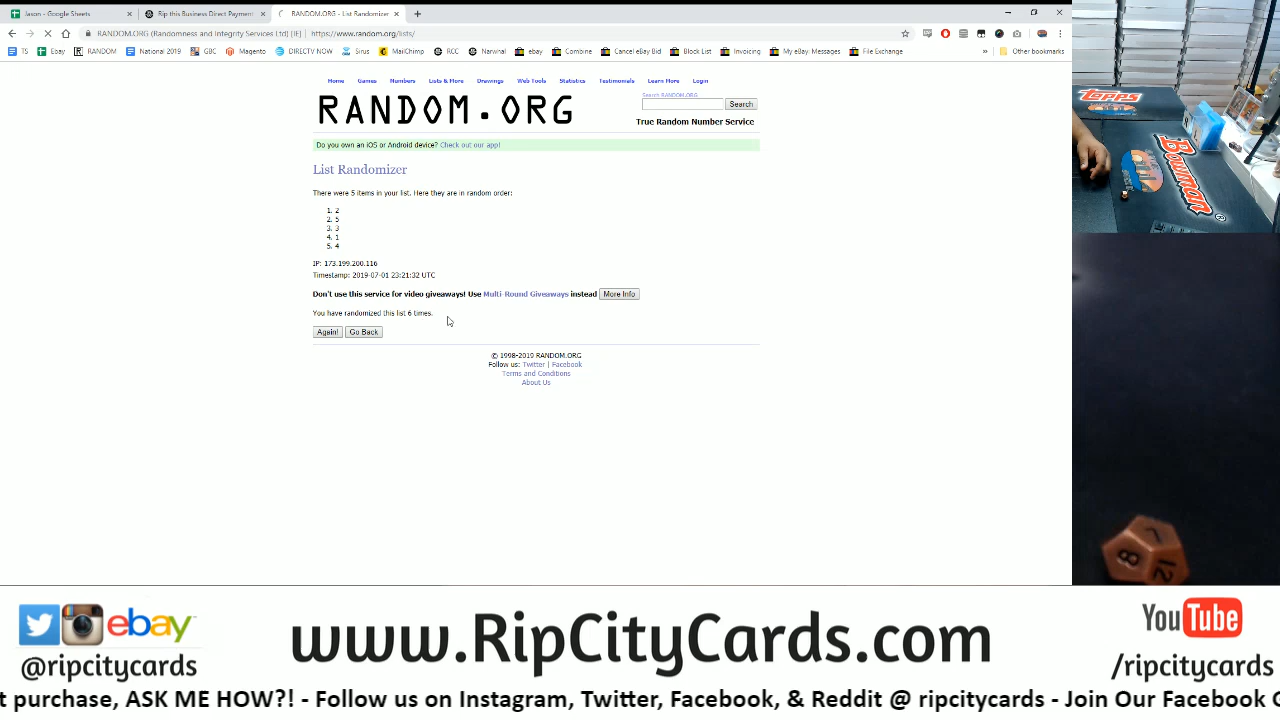 Jason - Google Sheets
Rip this Business Direct Payment
RANDOM.ORG - List Randomizer
RANDOM.ORG (Randomness and Integrity Services Ltd) [IE] | https://www.random.org/lists/
TS Ebay RANDOM National 2019 GBC Magento DIRECTV NOW Sirus MailChimp RCC Narwhal ebay Combine Cancel eBay Bid Block List Invoicing My eBay: Messages File Exchange » Other bookmarks
Home Games Numbers Lists & More Drawings Web Tools Statistics Testimonials Learn More Login
Search RANDOM.ORG
RANDOM.ORG
Search
True Random Number Service
Do you own an iOS or Android device? Check out our app!
List Randomizer
There were 5 items in your list. Here they are in random order:
1. 2
2. 5
3. 3
4. 1
5. 4
IP: 173.199.200.116
Timestamp: 2019-07-01 23:21:32 UTC
Don't use this service for video giveaways! Use Multi-Round Giveaways instead More Info
You have randomized this list 6 times.
Again! Go Back
© 1998-2019 RANDOM.ORG
Follow us: Twitter | Facebook
Terms and Conditions
About Us
Topps
Bowman
7
8
12
ebay
@ripcitycards
www.RipCityCards.com
YouTube
/ripcitycards
t purchase, ASK ME HOW?! - Follow us on Instagram, Twitter, Facebook, & Reddit @ ripcitycards - Join Our Facebook G